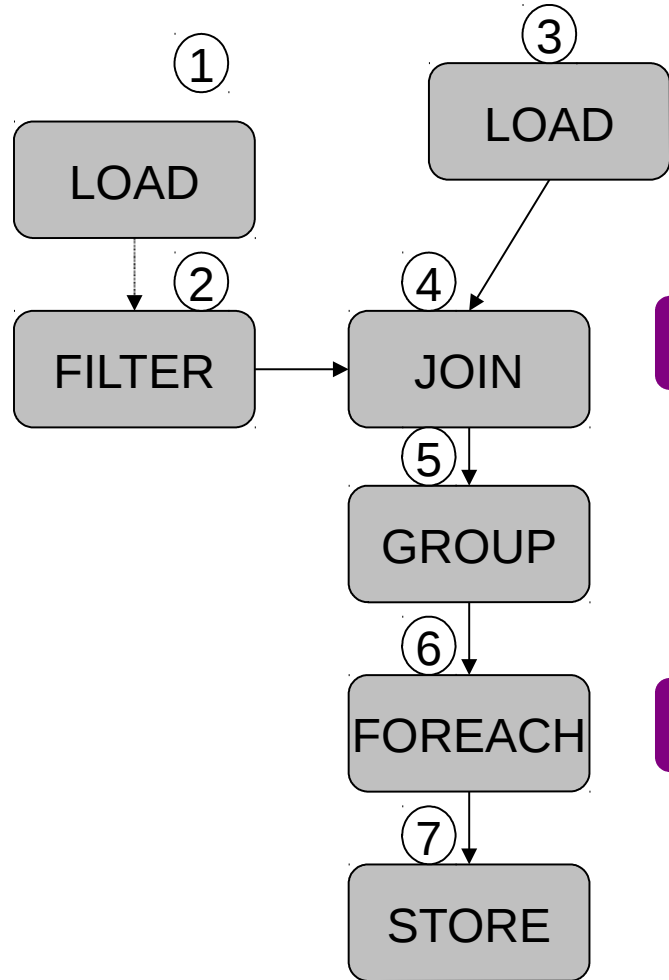 1
LOAD
2
FILTER
3
LOAD
4
JOIN
5
GROUP
6
FOREACH
7
STORE